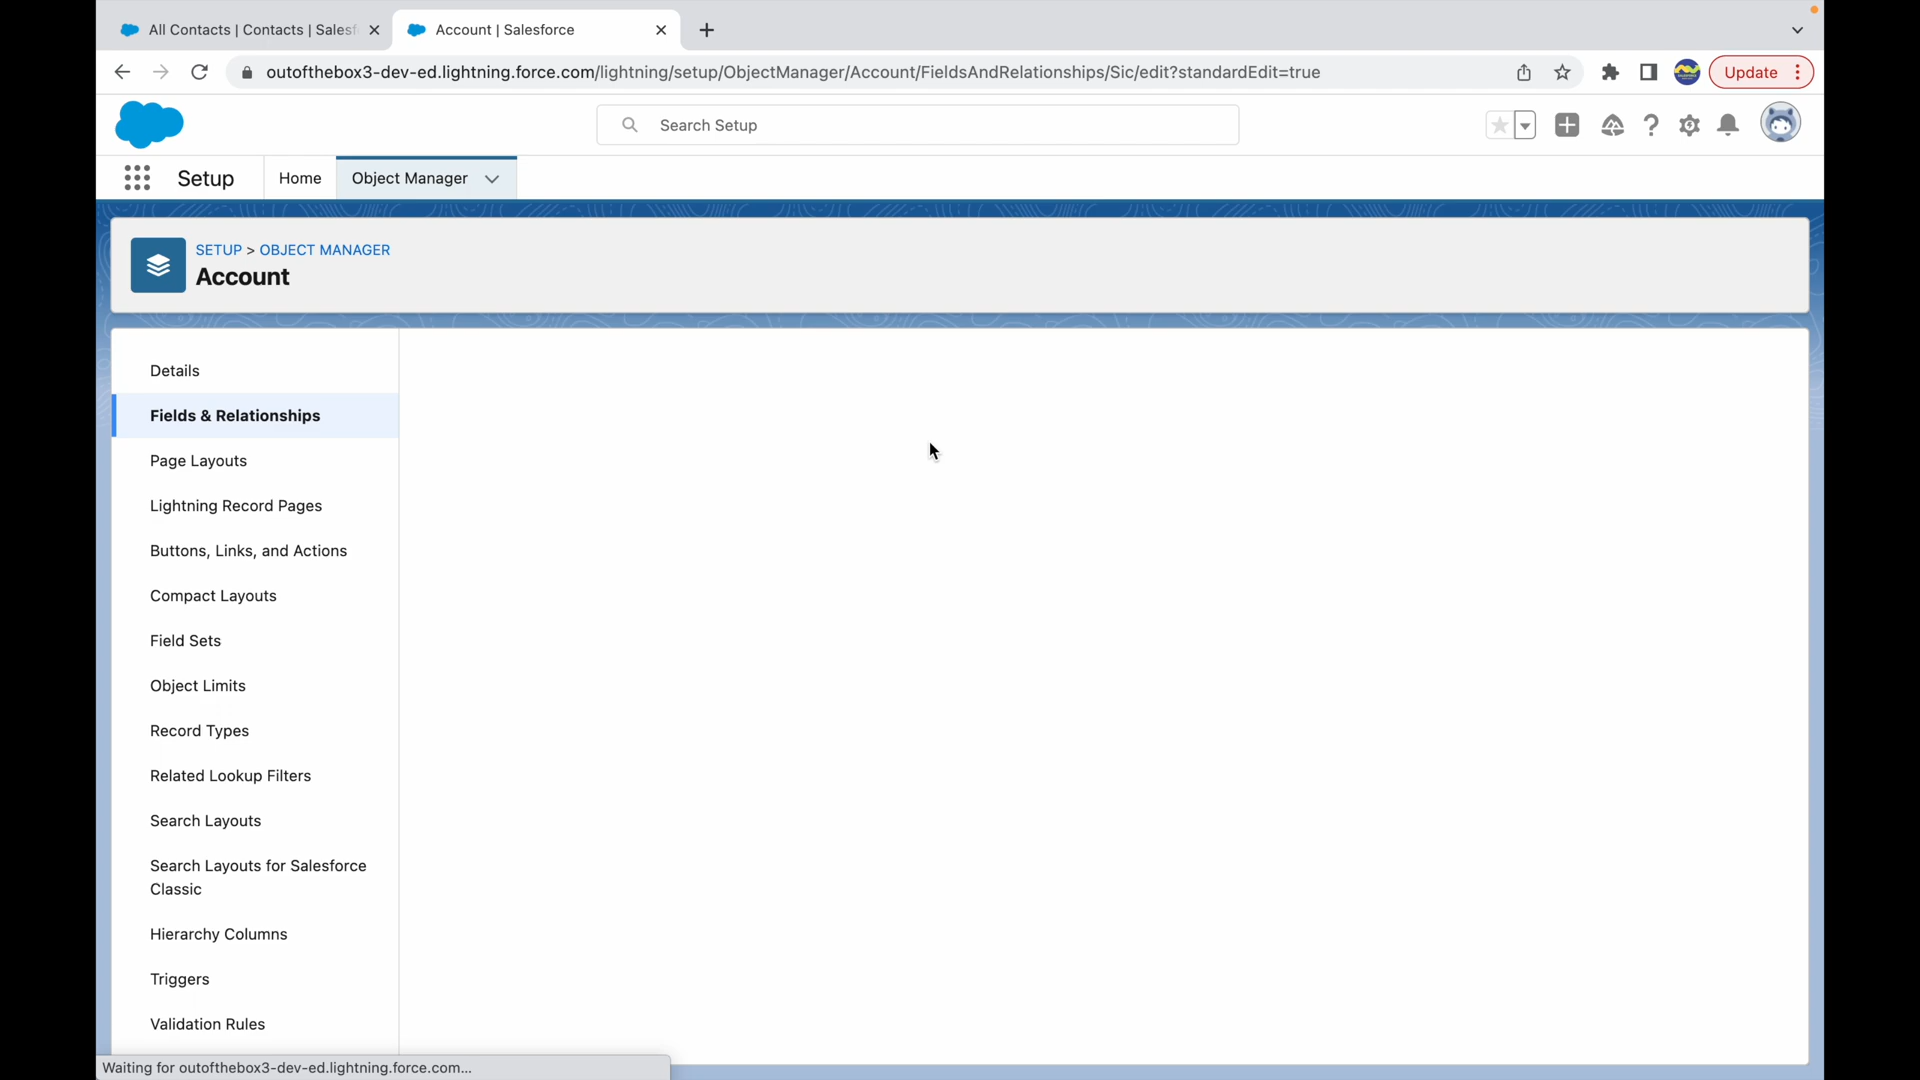 All Contacts | Contacts | Salesf
Account | Salesforce
outofthebox3-dev-ed.lightning.force.com/lightning/setup/ObjectManager/Account/FieldsAndRelationships/Sic/edit?standardEdit=true
Update
Search Setup
Setup
Home
Object Manager
SETUP > OBJECT MANAGER
Account
Details
Fields & Relationships
Page Layouts
Lightning Record Pages
Buttons, Links, and Actions
Compact Layouts
Field Sets
Object Limits
Record Types
Related Lookup Filters
Search Layouts
Search Layouts for Salesforce
Classic
Hierarchy Columns
Triggers
Validation Rules
Waiting for outofthebox3-dev-ed.lightning.force.com...